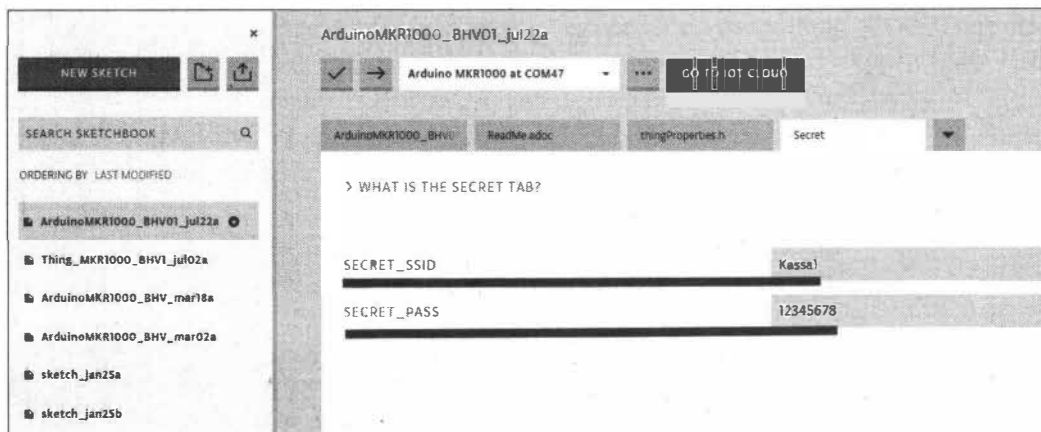 ×
NEW SKETCH
SEARCH SKETCHBOOK
ORDERING BY LAST MODIFIED
ArduinoMKR1000_BHV01_jul22a
Thing_MKR1000_BHV1_jul02a
ArduinoMKR1000_BHV_mar18a
ArduinoMKR1000_BHV_mar02a
sketch_jan25a
sketch_jan25b
ArduinoMKR1000_BHV01_jul22a
Arduino MKR1000 at COM47
GO TO IOT CLOUD
ArduinoMKR1000_BHV
ReadMe.adoc
thingProperties.h
Secret
> WHAT IS THE SECRET TAB?
SECRET_SSID Kassa1
SECRET_PASS 12345678